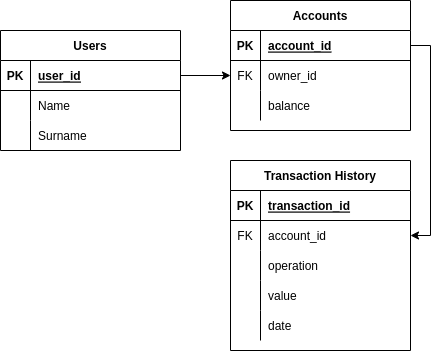 Users
PK user_id
Name
Surname
Accounts
PK account_id
FK owner_id
balance
Transaction History
PK transaction_id
FK account_id
operation
value
date